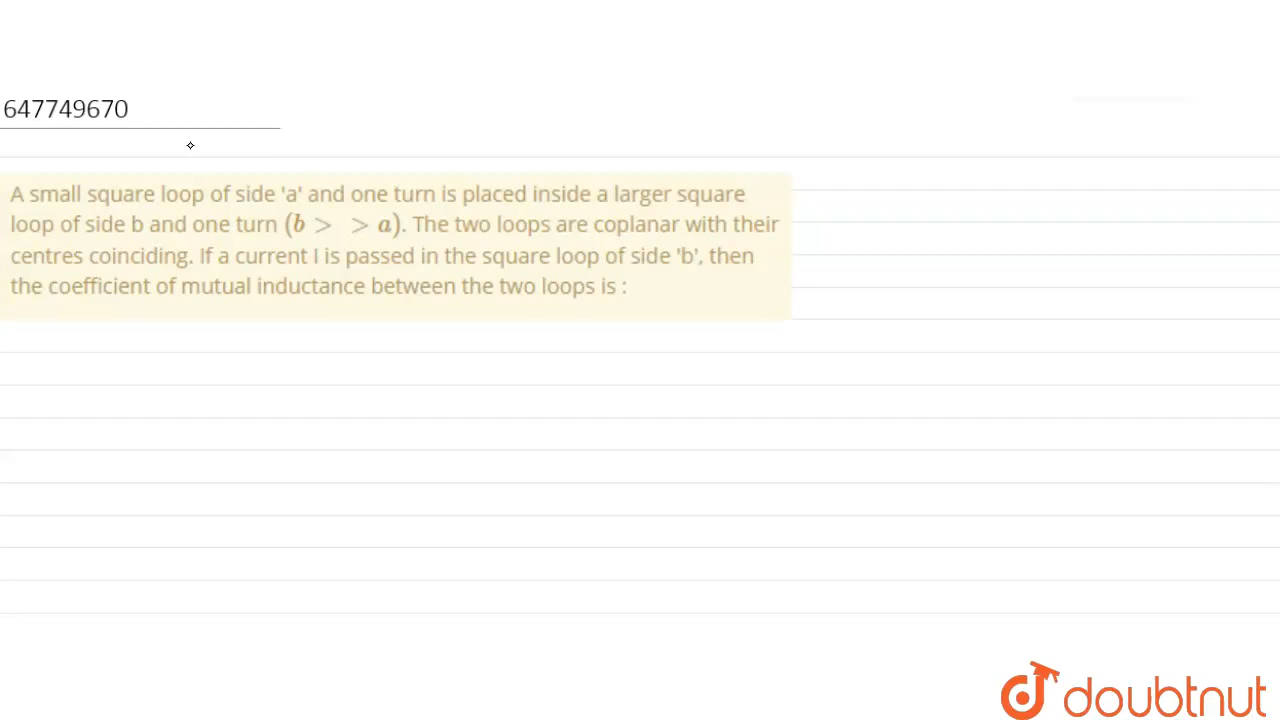 647749670
A small square loop of side 'a' and one turn is placed inside a larger square
loop of side b and one turn (b > > a). The two loops are coplanar with their
centres coinciding. If a current I is passed in the square loop of side 'b', then
the coefficient of mutual inductance between the two loops is :
doubtnut